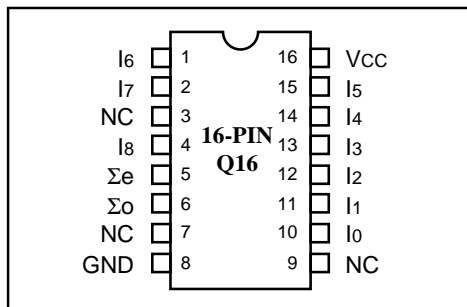 I6 1 16 VCC
I7 2 15 I5
NC 3 14 I4
I8 4 16-PIN 13 I3
Σe 5 Q16 12 I2
Σo 6 11 I1
NC 7 10 I0
GND 8 9 NC